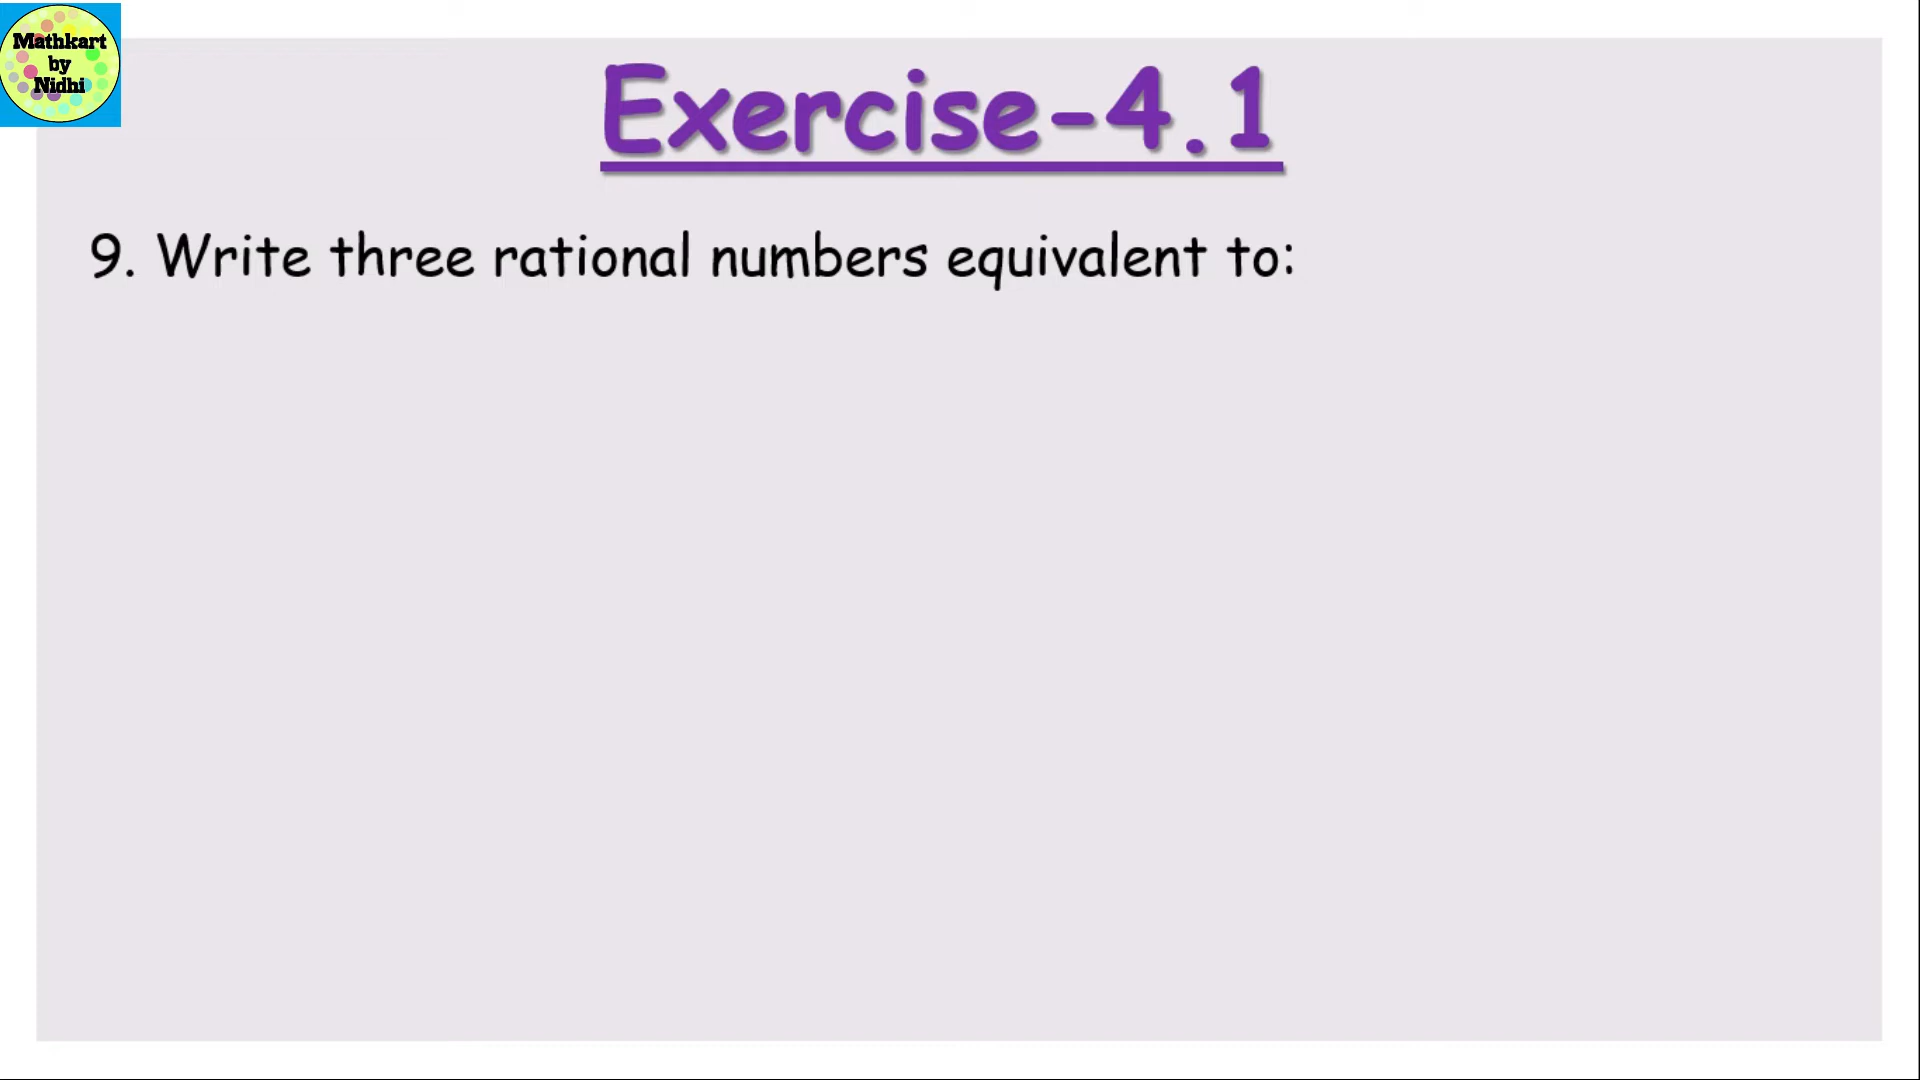 Mathkart
by
Nidhi
Exercise-4.1
9. Write three rational numbers equivalent to: